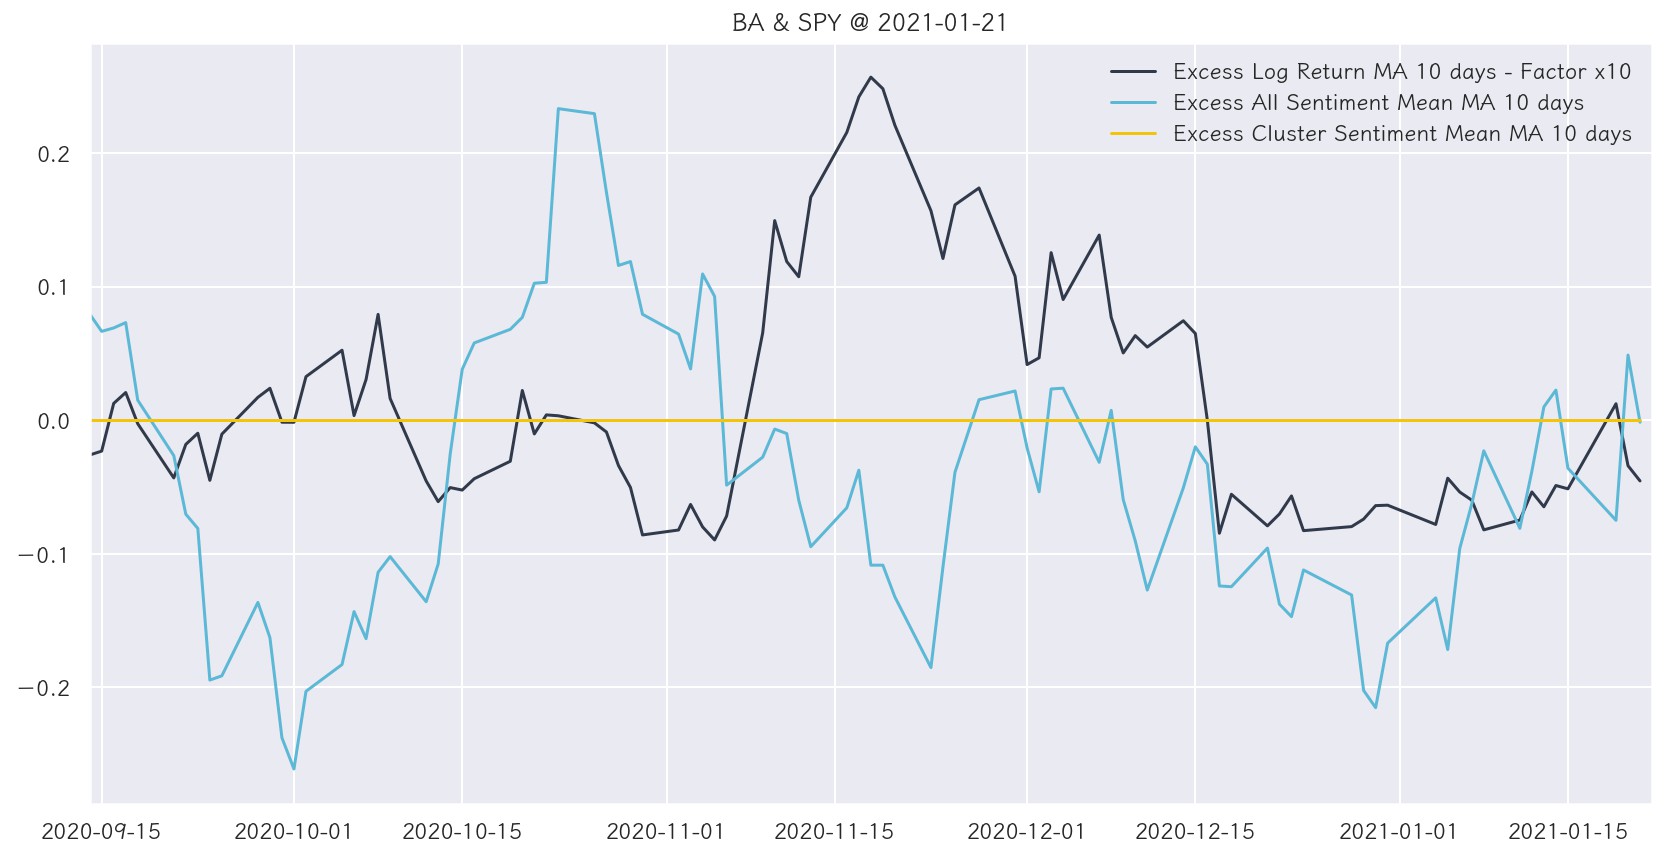 BA & SPY @ 2021-01-21
Excess Log Return MA 10 days - Factor x10
Excess All Sentiment Mean MA 10 days
Excess Cluster Sentiment Mean MA 10 days
0.2
0.1
0.0
−0.1
−0.2
2020-09-15 2020-10-01 2020-10-15 2020-11-01 2020-11-15 2020-12-01 2020-12-15 2021-01-01 2021-01-15